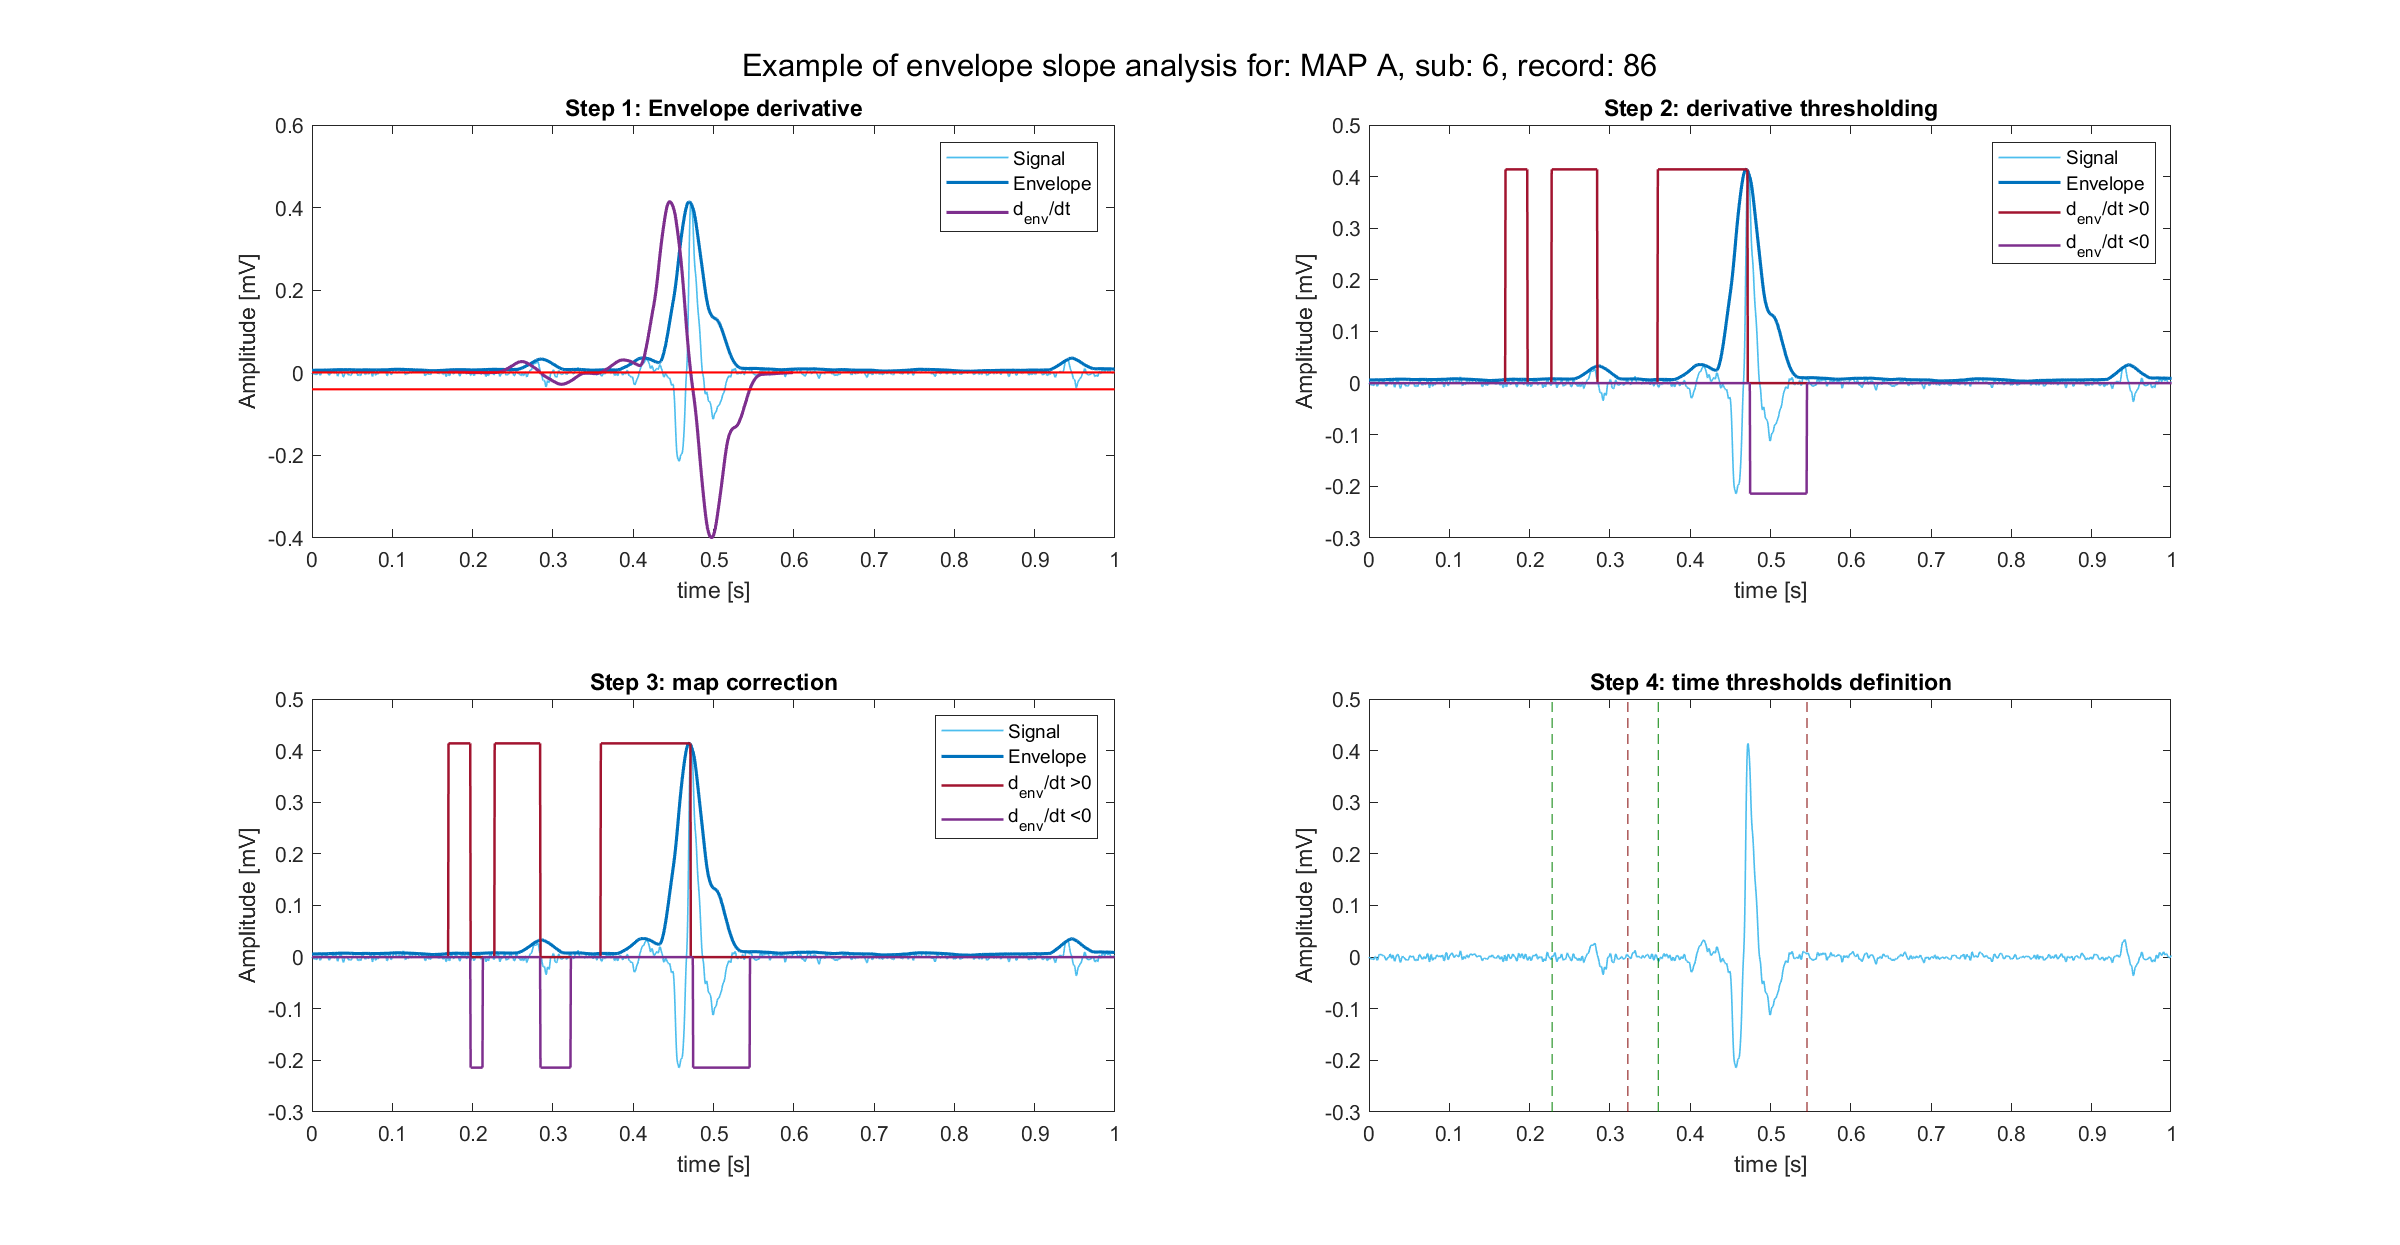 Example of envelope slope analysis for: MAP A, sub: 6, record: 86
Step 1: Envelope derivative
0.6
0.4
0.2
0
-0.2
-0.4
Amplitude [mV]
0 0.1 0.2 0.3 0.4 0.5 0.6 0.7 0.8 0.9 1
time [s]
Signal
Envelope
d_env/dt
Step 2: derivative thresholding
0.5
0.4
0.3
0.2
0.1
0
-0.1
-0.2
-0.3
Amplitude [mV]
0 0.1 0.2 0.3 0.4 0.5 0.6 0.7 0.8 0.9 1
time [s]
Signal
Envelope
d_env/dt >0
d_env/dt <0
Step 3: map correction
0.5
0.4
0.3
0.2
0.1
0
-0.1
-0.2
-0.3
Amplitude [mV]
0 0.1 0.2 0.3 0.4 0.5 0.6 0.7 0.8 0.9 1
time [s]
Signal
Envelope
d_env/dt >0
d_env/dt <0
Step 4: time thresholds definition
0.5
0.4
0.3
0.2
0.1
0
-0.1
-0.2
-0.3
Amplitude [mV]
0 0.1 0.2 0.3 0.4 0.5 0.6 0.7 0.8 0.9 1
time [s]